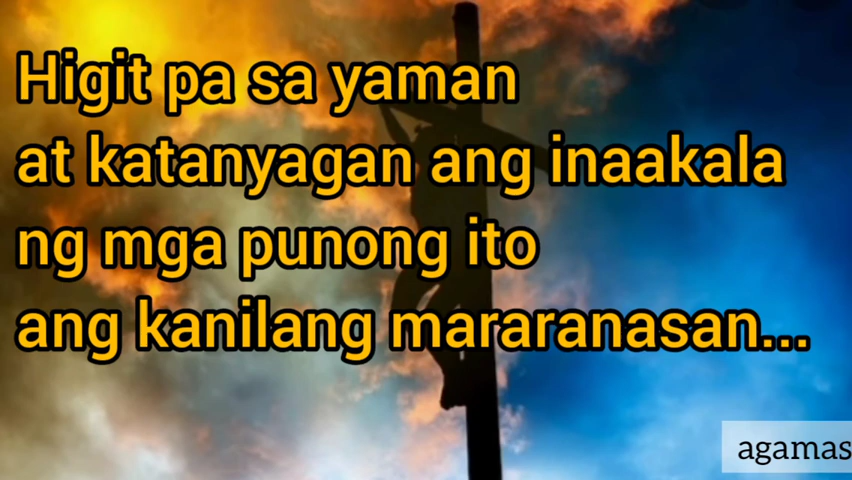 Higit pa sa yaman
at katanyagan ang inaakala
ng mga punong ito
ang kanilang mararanasan...
agamas